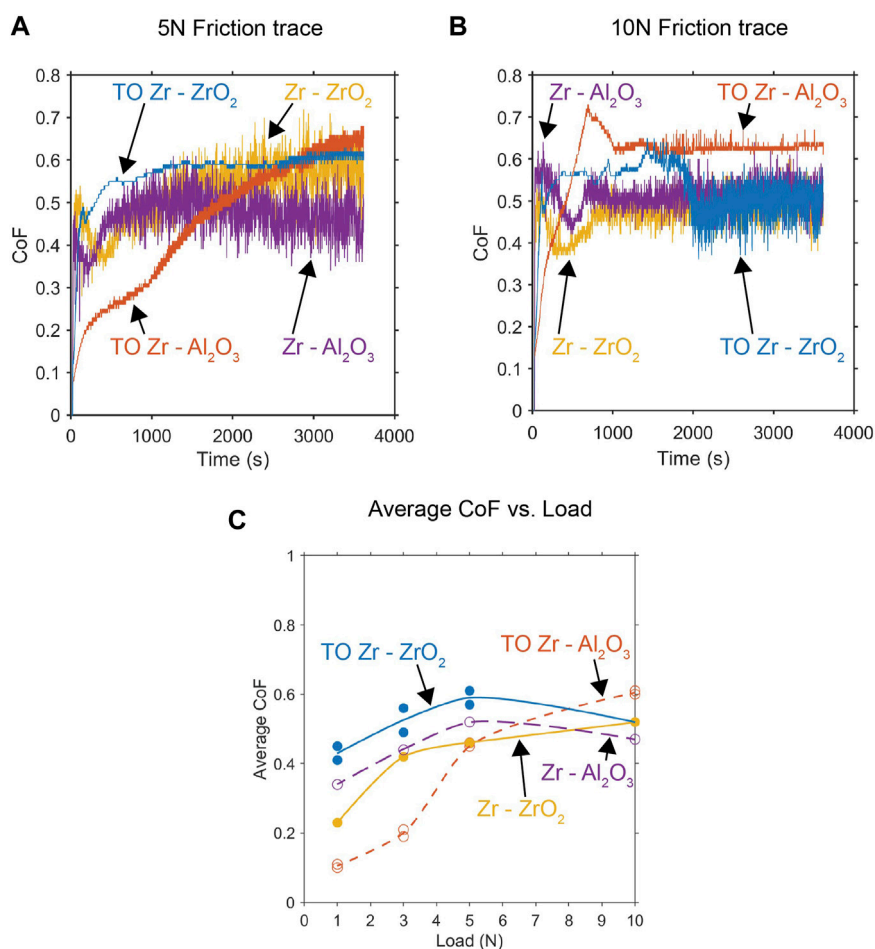 A
5N Friction trace
0.8
0.7
0.6
0.5
0.4
0.3
0.2
0.1
0
CoF
TO Zr - ZrO₂
Zr - ZrO₂
TO Zr - Al₂O₃
Zr - Al₂O₃
0 1000 2000 3000 4000
Time (s)
B
10N Friction trace
0.8
0.7
0.6
0.5
0.4
0.3
0.2
0.1
0
CoF
Zr - Al₂O₃
TO Zr - Al₂O₃
Zr - ZrO₂
TO Zr - ZrO₂
0 1000 2000 3000 4000
Time (s)
C
Average CoF vs. Load
1
0.8
0.6
0.4
0.2
0
Average CoF
TO Zr - ZrO₂
TO Zr - Al₂O₃
Zr - Al₂O₃
Zr - ZrO₂
0 1 2 3 4 5 6 7 8 9 10
Load (N)